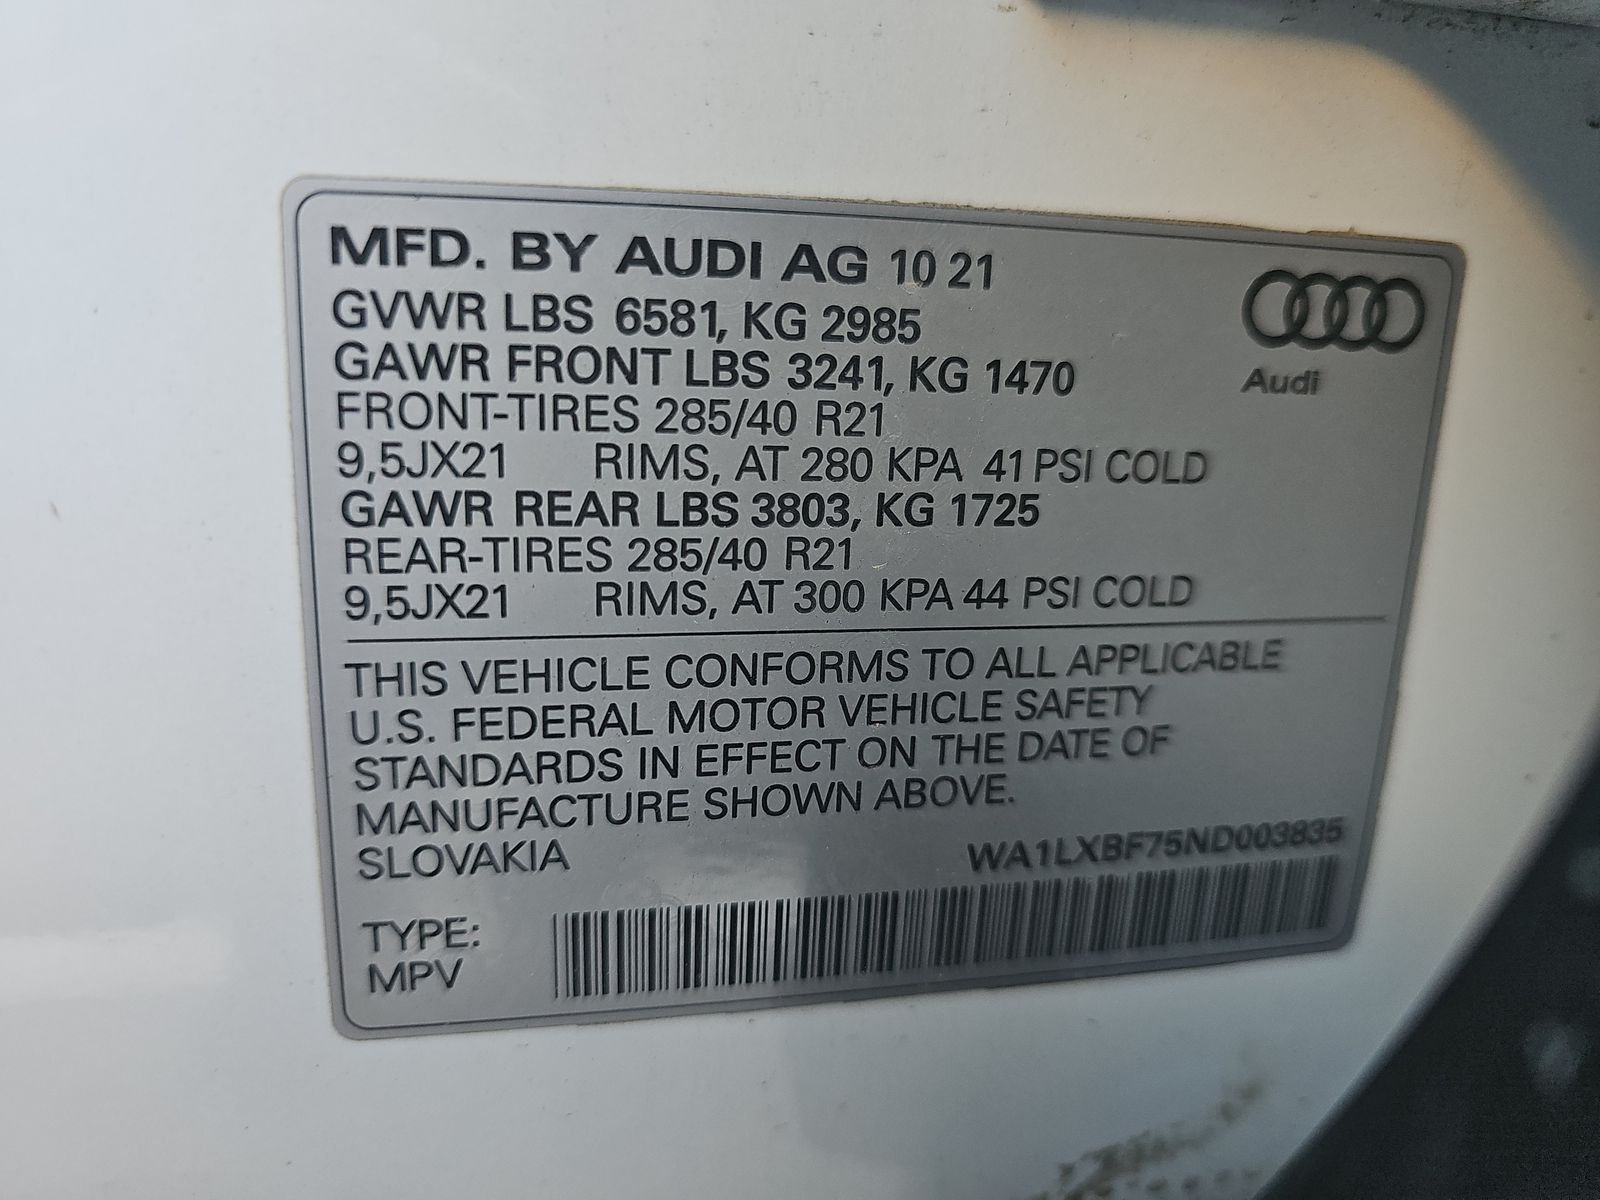 MFD. BY AUDI AG 10 21
GVWR LBS 6581, KG 2985
GAWR FRONT LBS 3241, KG 1470
FRONT-TIRES 285/40 R21
9,5JX21 RIMS, AT 280 KPA 41 PSI COLD
GAWR REAR LBS 3803, KG 1725
REAR-TIRES 285/40 R21
9,5JX21 RIMS, AT 300 KPA 44 PSI COLD
Audi
THIS VEHICLE CONFORMS TO ALL APPLICABLE
U.S. FEDERAL MOTOR VEHICLE SAFETY
STANDARDS IN EFFECT ON THE DATE OF
MANUFACTURE SHOWN ABOVE.
SLOVAKIA WA1LXBF75ND003835
TYPE:
MPV